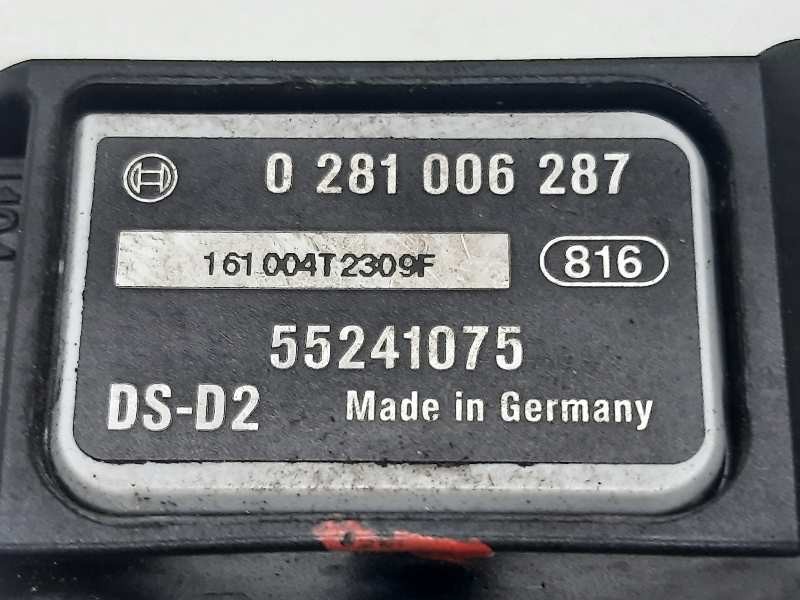 0 281 006 287
161004T2309F
816
55241075
DS-D2 Made in Germany